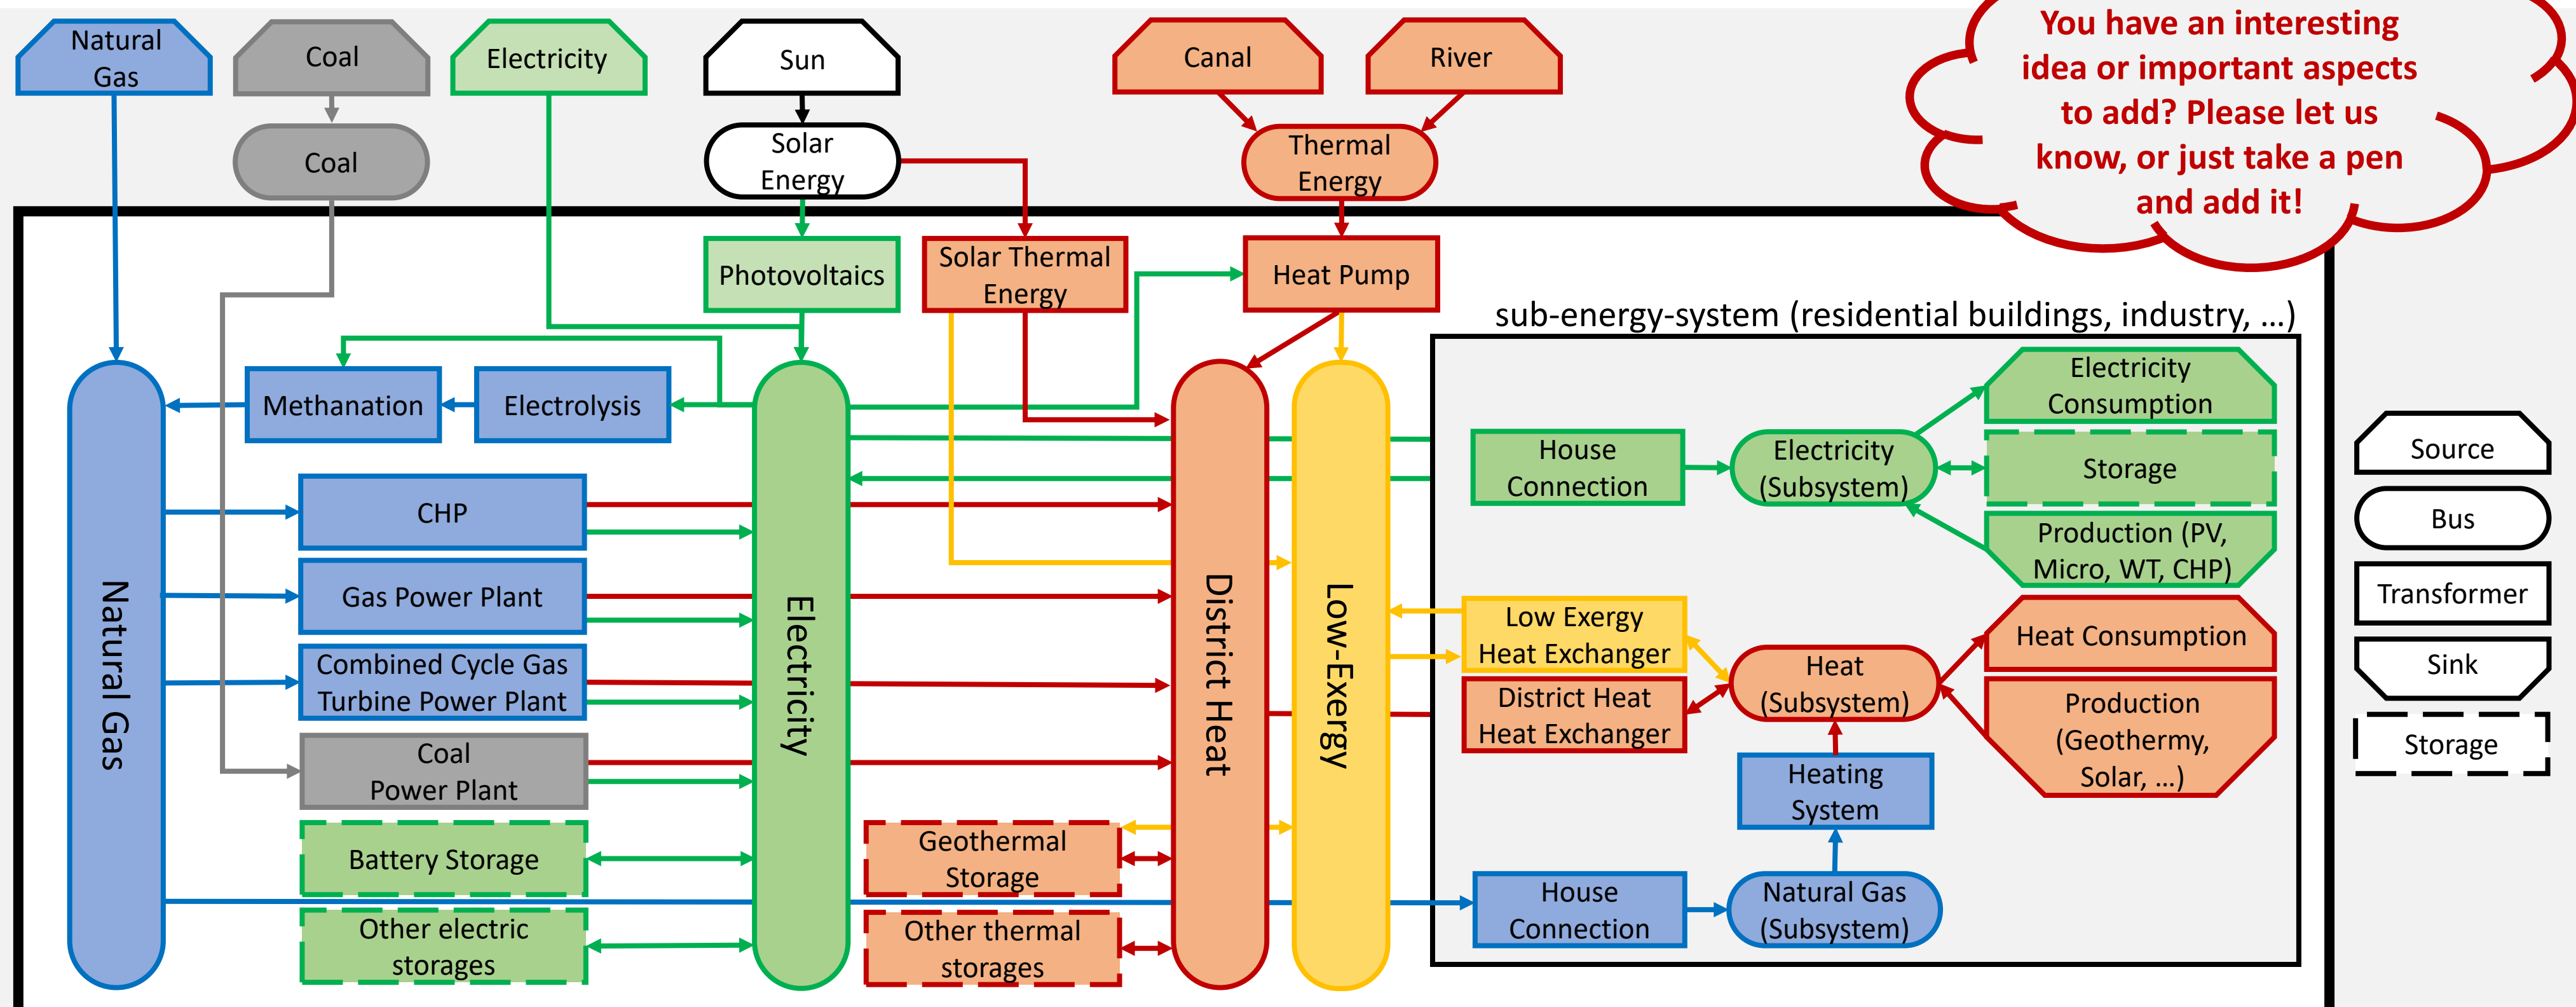 Natural
Gas
Coal
Electricity
Sun
Canal
River
You have an interesting
idea or important aspects
to add? Please let us
know, or just take a pen
and add it!
Coal
Solar
Energy
Thermal
Energy
Photovoltaics
Solar Thermal
Energy
Heat Pump
sub-energy-system (residential buildings, industry, ...)
Methanation
Electrolysis
CHP
Gas Power Plant
Combined Cycle Gas
Turbine Power Plant
Coal
Power Plant
Battery Storage
Other electric
storages
Natural Gas
Electricity
Geothermal
Storage
Other thermal
storages
District Heat
Low-Exergy
House
Connection
Electricity
(Subsystem)
Electricity
Consumption
Storage
Production (PV,
Micro, WT, CHP)
Low Exergy
Heat Exchanger
District Heat
Heat Exchanger
Heat
(Subsystem)
Heat Consumption
Production
(Geothermy,
Solar, ...)
Heating
System
House
Connection
Natural Gas
(Subsystem)
Source
Bus
Transformer
Sink
Storage